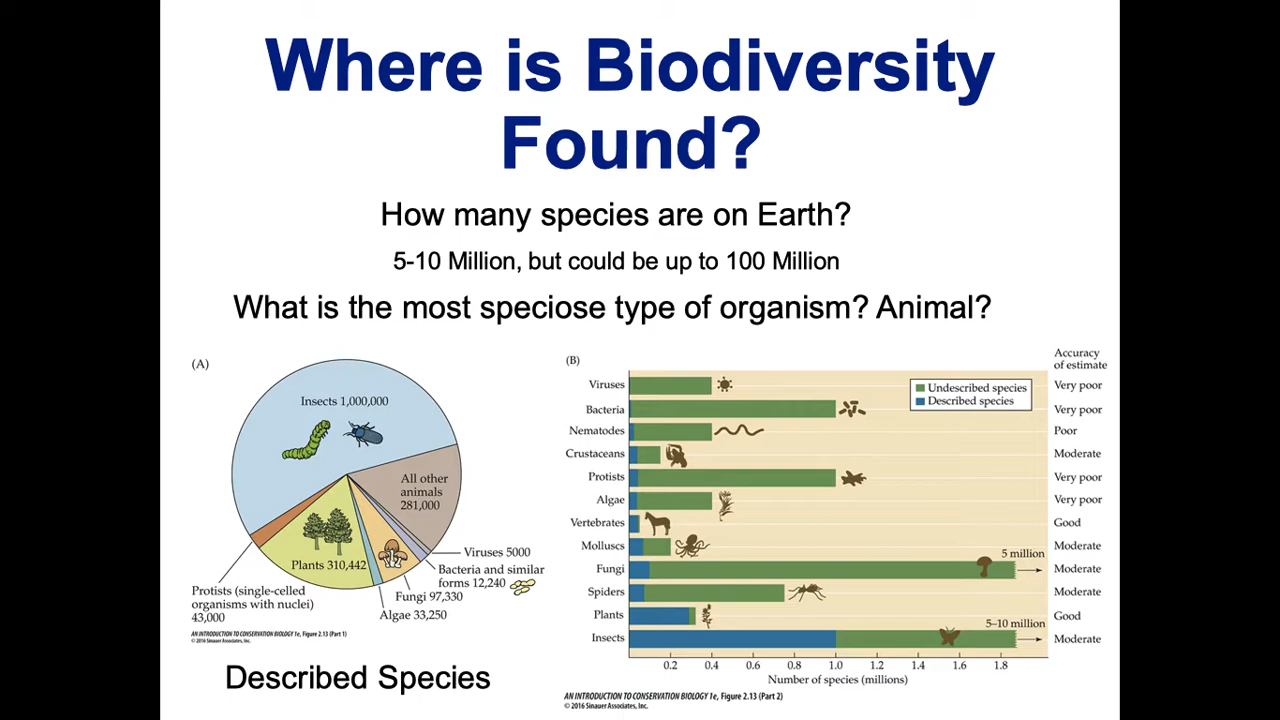 Where is Biodiversity
Found?
How many species are on Earth?
5-10 Million, but could be up to 100 Million
What is the most speciose type of organism? Animal?
(A)
Insects 1,000,000
All other
animals
281,000
Viruses 5000
Bacteria and similar
forms 12,240
Fungi 97,330
Algae 33,250
Plants 310,442
Protists (single-celled
organisms with nuclei)
43,000
AN INTRODUCTION TO CONSERVATION BIOLOGY 1e, Figure 2.13 (Part 1)
© 2016 Sinauer Associates, Inc.
Described Species
(B)
Accuracy
of estimate
Undescribed species
Described species
Viruses Very poor
Bacteria Very poor
Nematodes Poor
Crustaceans Moderate
Protists Very poor
Algae Very poor
Vertebrates Good
Molluscs Moderate
5 million
Fungi Moderate
Spiders Moderate
Plants Good
5–10 million
Insects Moderate
0.2 0.4 0.6 0.8 1.0 1.2 1.4 1.6 1.8
Number of species (millions)
AN INTRODUCTION TO CONSERVATION BIOLOGY 1e, Figure 2.13 (Part 2)
© 2016 Sinauer Associates, Inc.